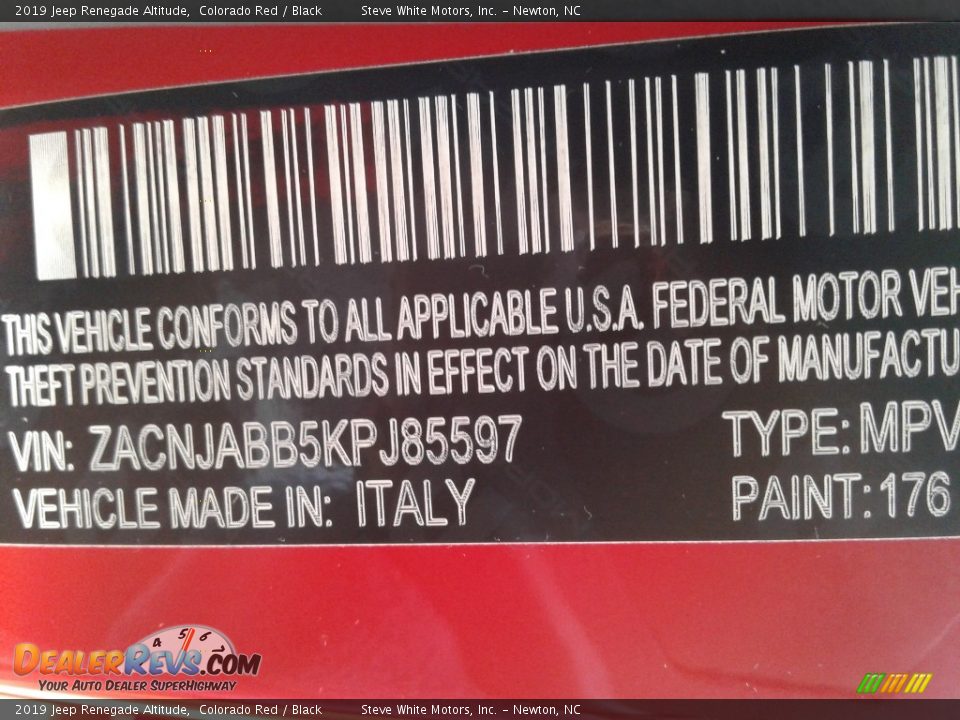 2019 Jeep Renegade Altitude, Colorado Red / Black Steve White Motors, Inc. – Newton, NC
THIS VEHICLE CONFORMS TO ALL APPLICABLE U.S.A. FEDERAL MOTOR VEH
THEFT PREVENTION STANDARDS IN EFFECT ON THE DATE OF MANUFACTU
VIN: ZACNJABB5KPJ85597 TYPE: MPV
VEHICLE MADE IN: ITALY PAINT: 176
4 5 6
DEALERREVS.COM
YOUR AUTO DEALER SUPERHIGHWAY
2019 Jeep Renegade Altitude, Colorado Red / Black Steve White Motors, Inc. – Newton, NC